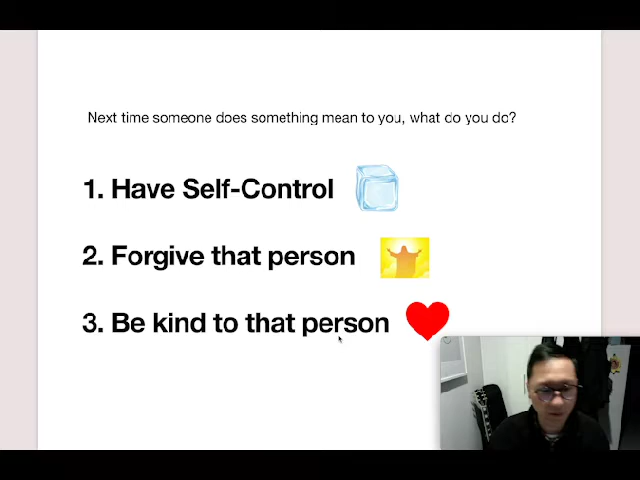 Next time someone does something mean to you, what do you do?
1. Have Self-Control
2. Forgive that person
3. Be kind to that person